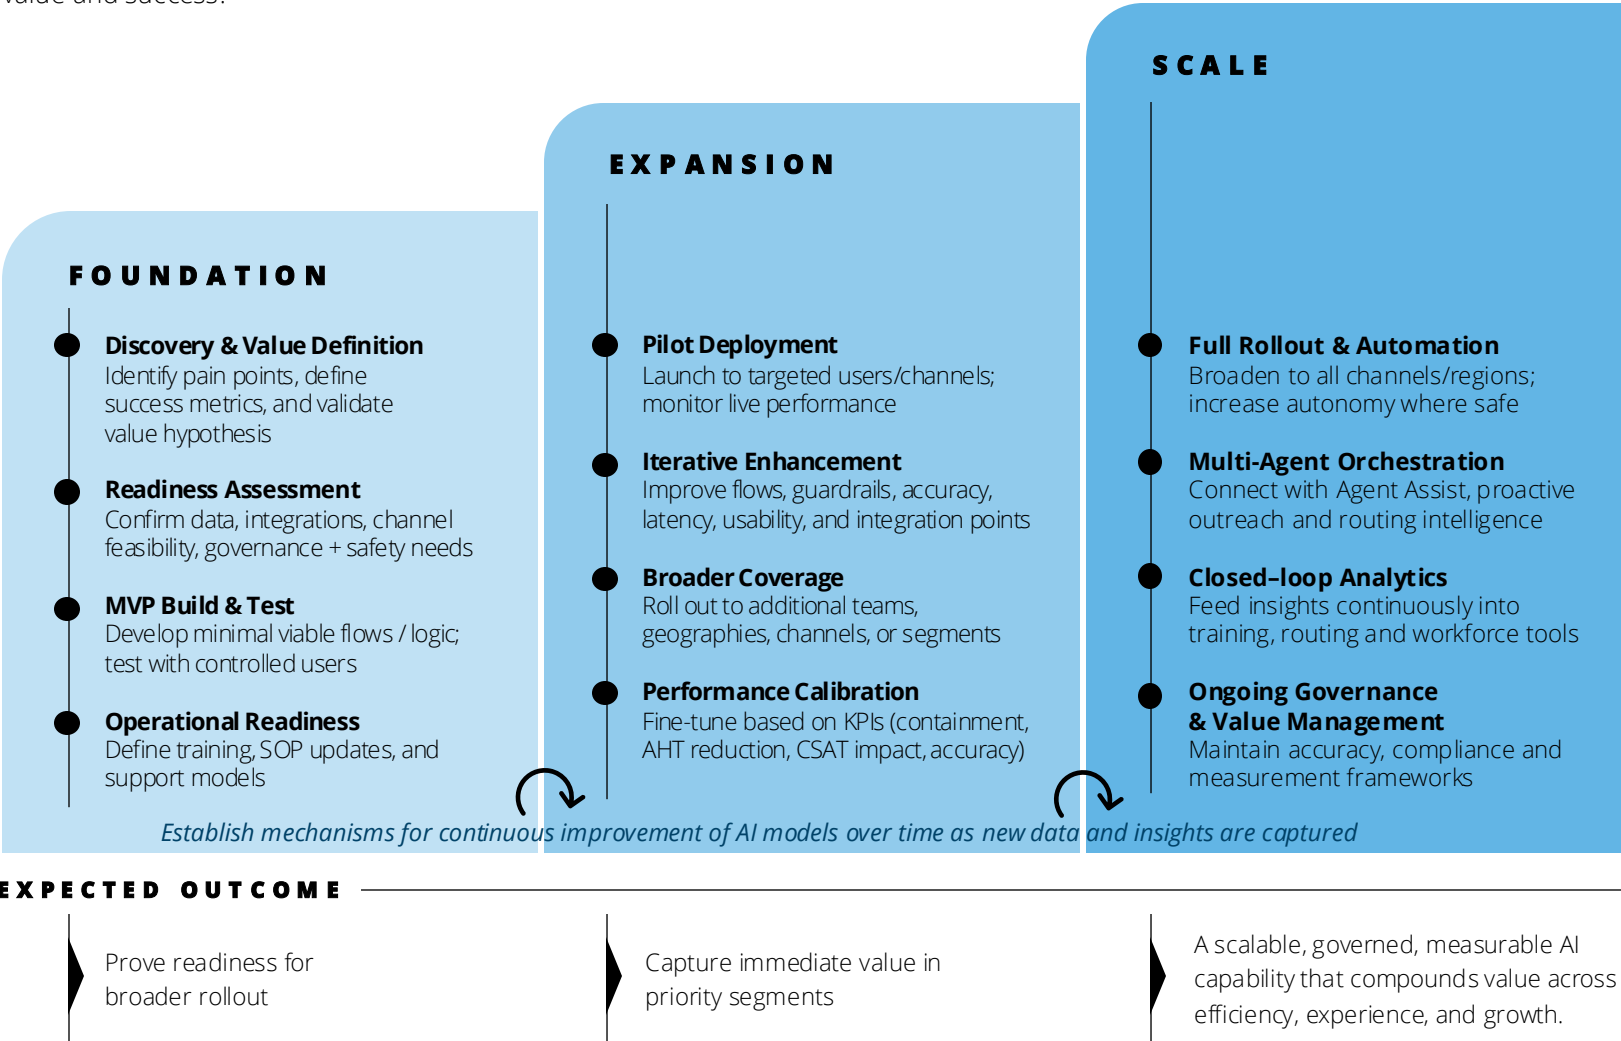 value and success.
SCALE
EXPANSION
FOUNDATION
Discovery & Value Definition
Identify pain points, define
success metrics, and validate
value hypothesis
Readiness Assessment
Confirm data, integrations, channel
feasibility, governance + safety needs
MVP Build & Test
Develop minimal viable flows / logic;
test with controlled users
Operational Readiness
Define training, SOP updates, and
support models
Pilot Deployment
Launch to targeted users/channels;
monitor live performance
Iterative Enhancement
Improve flows, guardrails, accuracy,
latency, usability, and integration points
Broader Coverage
Roll out to additional teams,
geographies, channels, or segments
Performance Calibration
Fine-tune based on KPIs (containment,
AHT reduction, CSAT impact, accuracy)
Full Rollout & Automation
Broaden to all channels/regions;
increase autonomy where safe
Multi-Agent Orchestration
Connect with Agent Assist, proactive
outreach and routing intelligence
Closed–loop Analytics
Feed insights continuously into
training, routing and workforce tools
Ongoing Governance
& Value Management
Maintain accuracy, compliance and
measurement frameworks
Establish mechanisms for continuous improvement of AI models over time as new data and insights are captured
EXPECTED OUTCOME
Prove readiness for
broader rollout
Capture immediate value in
priority segments
A scalable, governed, measurable AI
capability that compounds value across
efficiency, experience, and growth.